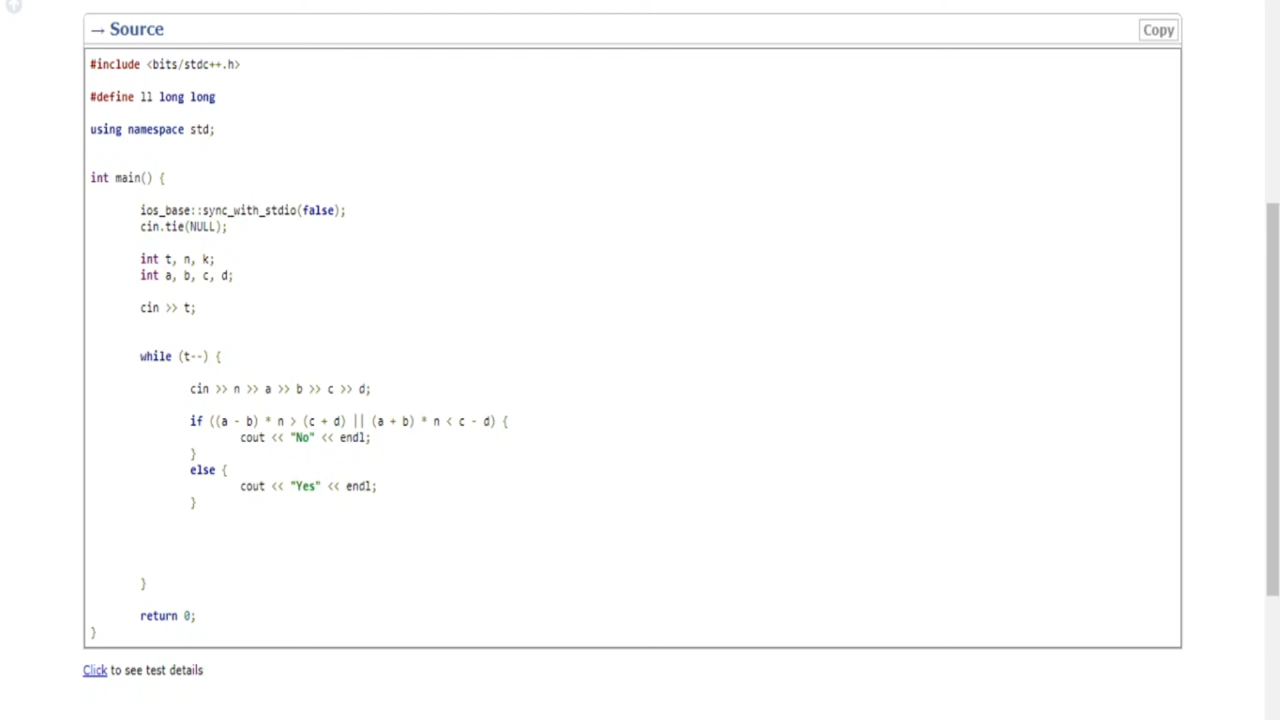 → Source
Copy
#include <bits/stdc++.h>
#define ll long long
using namespace std;
int main() {
ios_base::sync_with_stdio(false);
cin.tie(NULL);
int t, n, k;
int a, b, c, d;
cin >> t;
while (t--) {
cin >> n >> a >> b >> c >> d;
if ((a - b) * n > (c + d) || (a + b) * n < c - d) {
cout << "No" << endl;
}
else {
cout << "Yes" << endl;
}
}
return 0;
}
Click to see test details